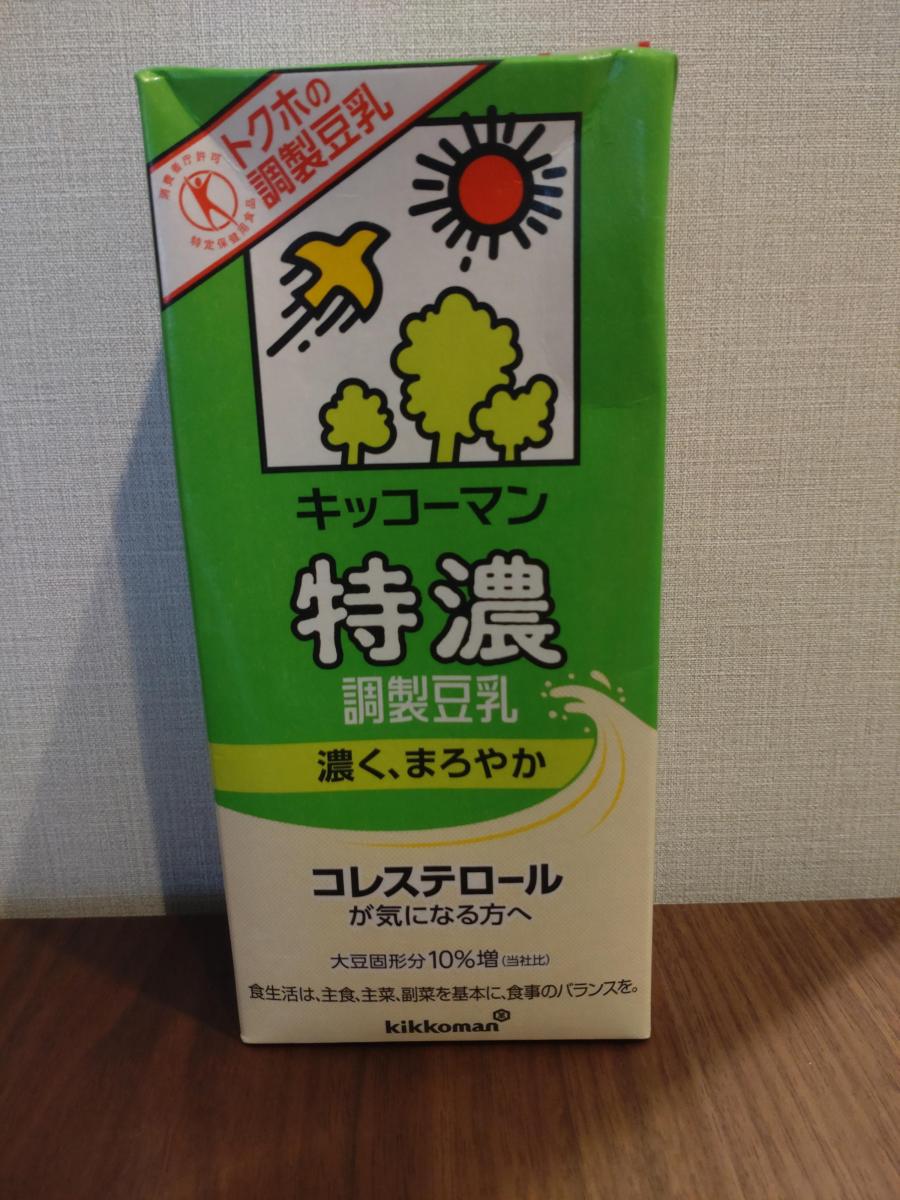 トクホの
調製豆乳
消費者庁許可
特定保健用食品
キッコーマン
特濃
調製豆乳
濃く、まろやか
コレステロール
が気になる方へ
大豆固形分10%増(当社比)
食生活は、主食、主菜、副菜を基本に、食事のバランスを。
kikkoman